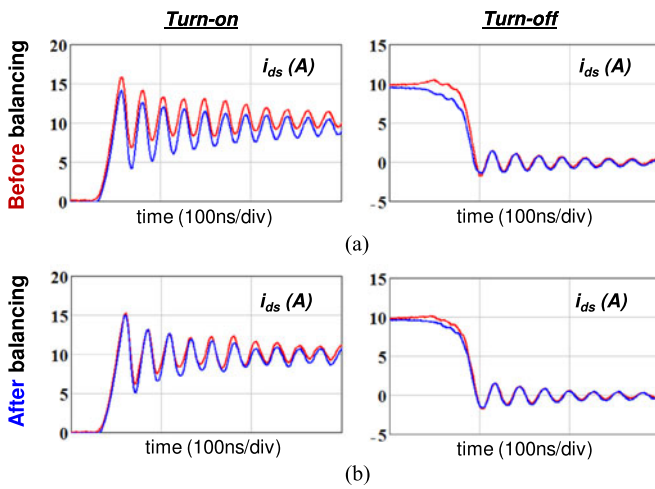 Turn-on
Turn-off
Before balancing
20
15
10
5
0
i_ds (A)
time (100ns/div)
15
10
5
0
-5
i_ds (A)
time (100ns/div)
(a)
After balancing
20
15
10
5
0
i_ds (A)
time (100ns/div)
15
10
5
0
-5
i_ds (A)
time (100ns/div)
(b)